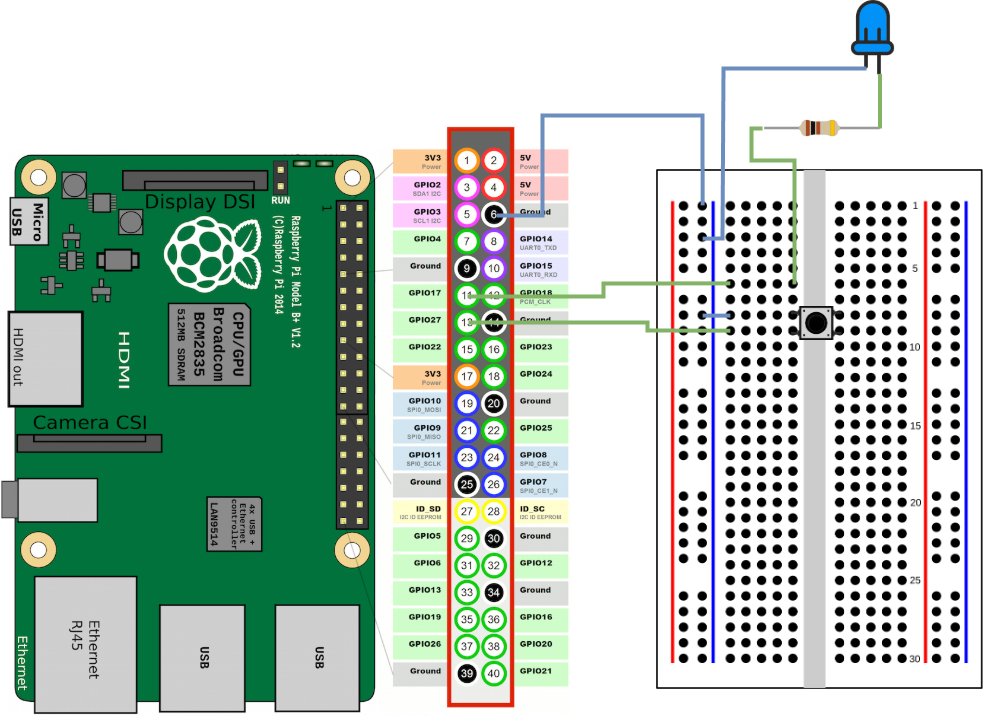 Display DSI
RUN
1
Raspberry Pi Model B+ V1.2
(C)Raspberry Pi 2014
Micro
USB
CPU/GPU
Broadcom
BCM2835
512MB SDRAM
HDMI out
HDMI
Camera CSI
4x USB +
Ethernet
controller
LAN9514
Ethernet
Ethernet
RJ45
USB
USB
3V3 1 2 5V
Power Power
GPIO2 3 4 5V
SDA1 I2C Power
GPIO3 5 6 Ground
SCL1 I2C
GPIO4 7 8 GPIO14
UART0_TXD
Ground 9 10 GPIO15
UART0_RXD
GPIO17 11 12 GPIO18
PCM_CLK
GPIO27 13 14 Ground
GPIO22 15 16 GPIO23
3V3 17 18 GPIO24
Power
GPIO10 19 20 Ground
SPI0_MOSI
GPIO9 21 22 GPIO25
SPI0_MISO
GPIO11 23 24 GPIO8
SPI0_SCLK SPI0_CE0_N
Ground 25 26 GPIO7
SPI0_CE1_N
ID_SD 27 28 ID_SC
I2C ID EEPROM I2C ID EEPROM
GPIO5 29 30 Ground
GPIO6 31 32 GPIO12
GPIO13 33 34 Ground
GPIO19 35 36 GPIO16
GPIO26 37 38 GPIO20
Ground 39 40 GPIO21
1
5
10
15
20
25
30